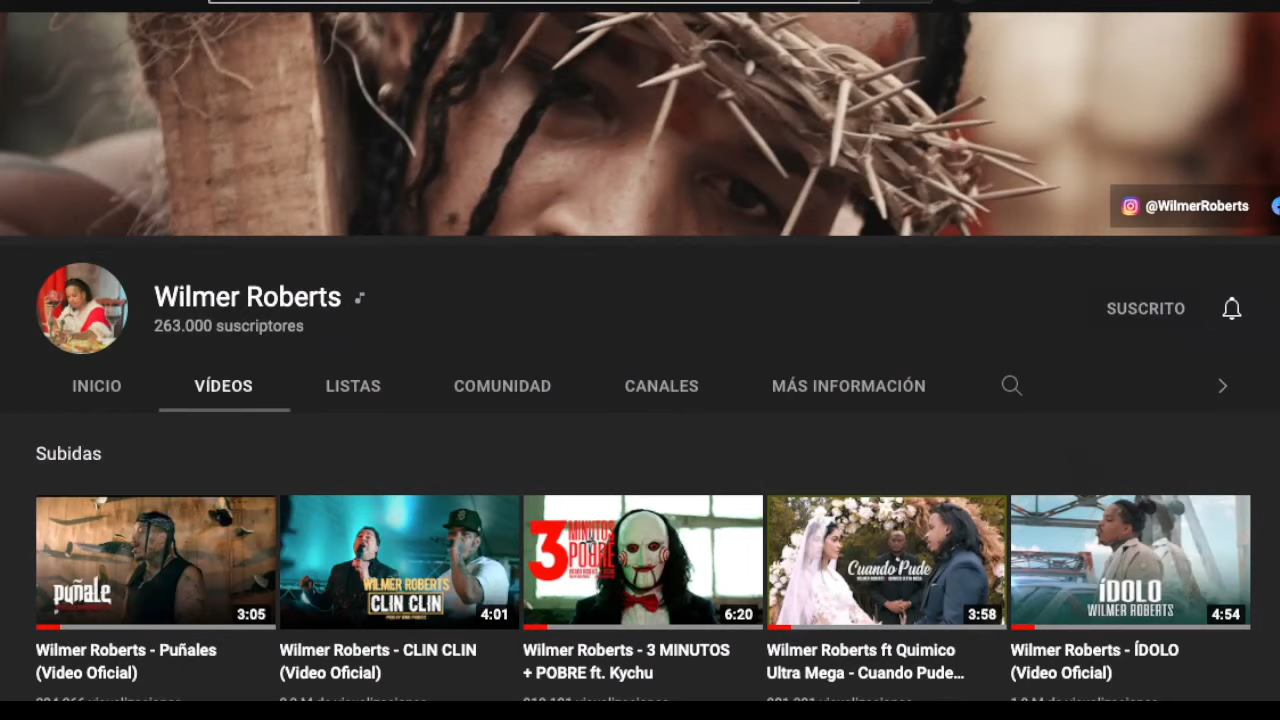 @WilmerRoberts
Wilmer Roberts
263.000 suscriptores
SUSCRITO
INICIO
VÍDEOS
LISTAS
COMUNIDAD
CANALES
MÁS INFORMACIÓN
Subidas
puñale
3:05
WILMER ROBERTS
CLIN CLIN
4:01
3 MINUTOS
POBRE
6:20
Cuando Pude
3:58
ÍDOLO
WILMER ROBERTS
4:54
Wilmer Roberts - Puñales
(Video Oficial)
Wilmer Roberts - CLIN CLIN
(Video Oficial)
Wilmer Roberts - 3 MINUTOS
+ POBRE ft. Kychu
Wilmer Roberts ft Quimico
Ultra Mega - Cuando Pude...
Wilmer Roberts - ÍDOLO
(Video Oficial)